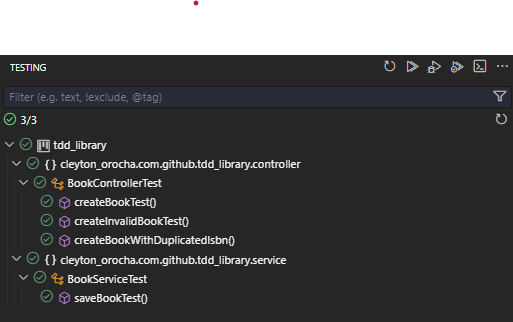 TESTING
Filter (e.g. text, !exclude, @tag)
3/3
tdd_library
{ } cleyton_orocha.com.github.tdd_library.controller
BookControllerTest
createBookTest()
createInvalidBookTest()
createBookWithDuplicatedIsbn()
{ } cleyton_orocha.com.github.tdd_library.service
BookServiceTest
saveBookTest()